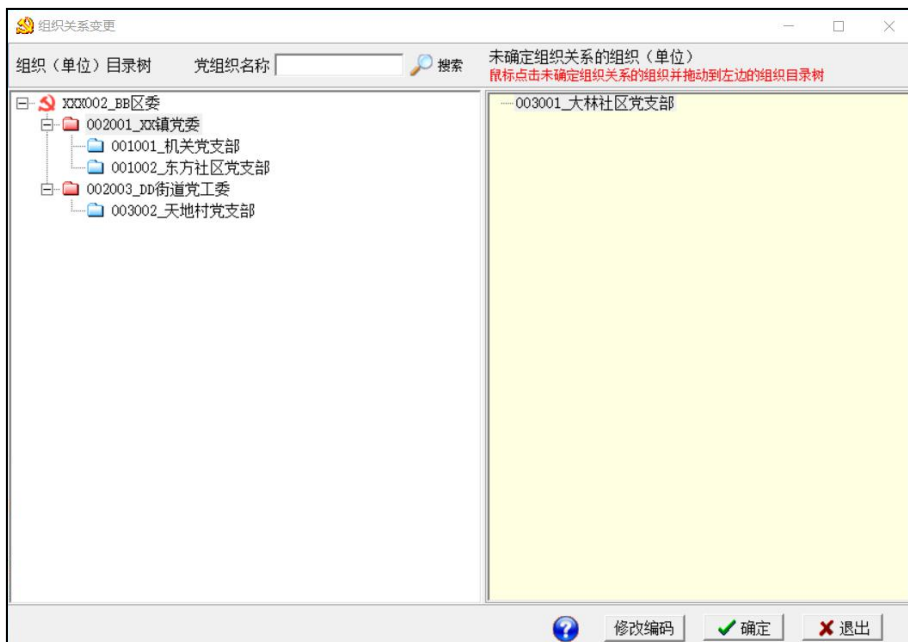 组织关系变更
组织（单位）目录树 党组织名称 搜索
未确定组织关系的组织（单位）
鼠标点击未确定组织关系的组织并拖动到左边的组织目录树
XXX002_BB区委
002001_XX镇党委
001001_机关党支部
001002_东方社区党支部
002003_DD街道党工委
003002_天地村党支部
003001_大林社区党支部
修改编码 确定 退出